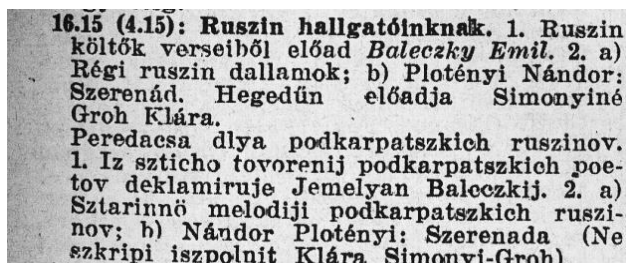 16.15 (4.15): Ruszin hallgatóinknak. 1. Ruszin
költők verseiből előad Baleczky Emil. 2. a)
Régi ruszin dallamok; b) Plotényi Nándor:
Szerenád. Hegedűn előadja Simonyiné
Groh Klára.
Peredacsa dlya podkarpatszkich ruszinov.
1. Iz szticho tovorenij podkarpatszkich poe-
tov deklamiruje Jemelyan Baleczkij. 2. a)
Sztarinnö melodiji podkarpatszkich ruszi-
nov; b) Nándor Plotényi: Szerenada (Ne
szkripi iszpolnit Klára Simonyi-Groh)